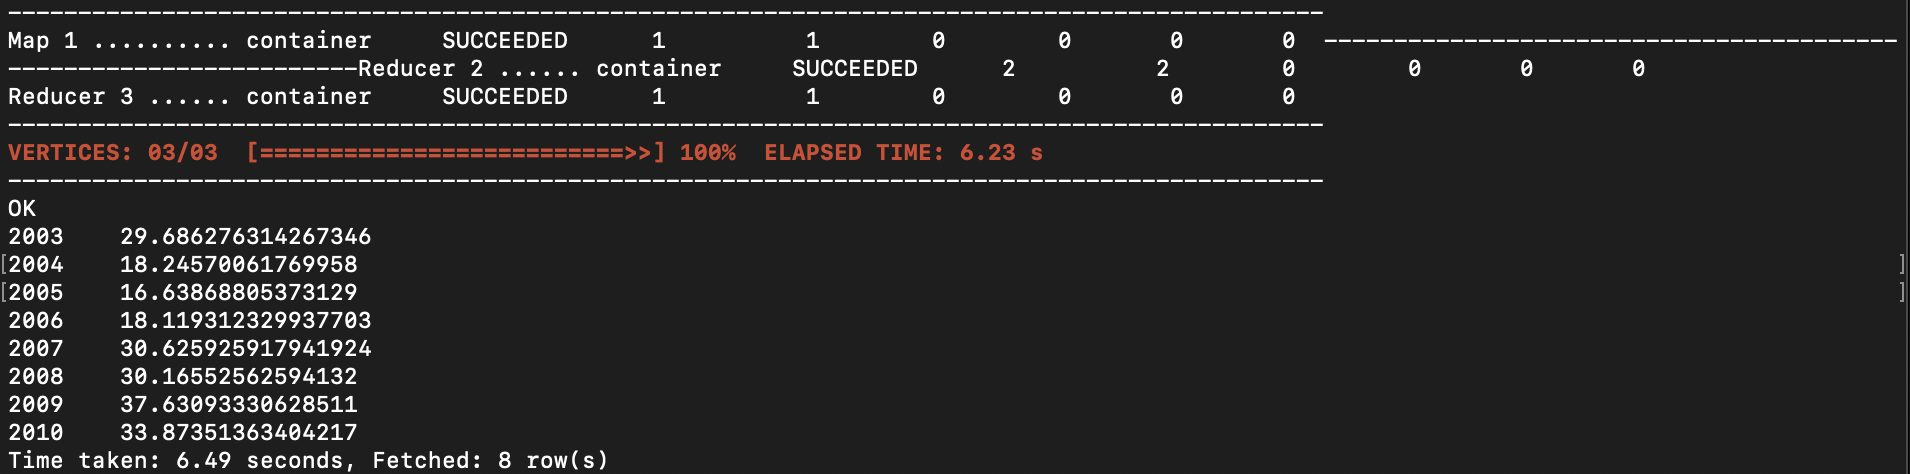 ----------------------------------------------------------------------------------------------
Map 1 .......... container     SUCCEEDED      1          1         0        0       0       0  -----------------------------------------
-------------------------Reducer 2 ...... container     SUCCEEDED      2          2         0        0       0       0
Reducer 3 ...... container     SUCCEEDED      1          1         0        0       0       0
----------------------------------------------------------------------------------------------
VERTICES: 03/03  [==========================>>] 100%  ELAPSED TIME: 6.23 s
----------------------------------------------------------------------------------------------
OK
2003    29.686276314267346
[2004    18.24570061769958 ]
[2005    16.63868805373129 ]
2006    18.119312329937703
2007    30.625925917941924
2008    30.16552562594132
2009    37.63093330628511
2010    33.87351363404217
Time taken: 6.49 seconds, Fetched: 8 row(s)